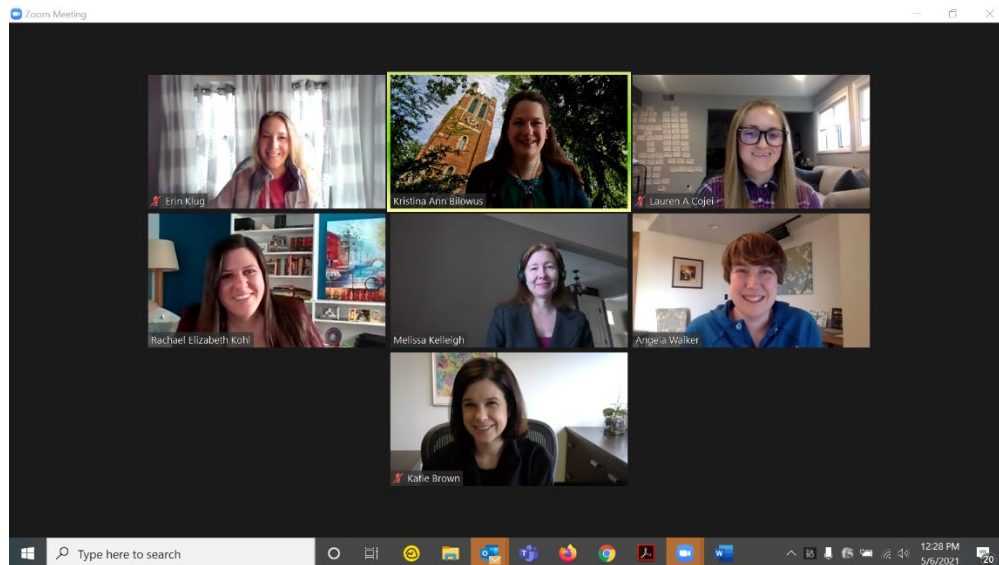 Zoom Meeting
Erin Klug
Kristina Ann Bilowus
Lauren A Cojei
Rachael Elizabeth Kohl
Melissa Kelleigh
Angela Walker
Katie Brown
Type here to search
12:28 PM
5/6/2021
20